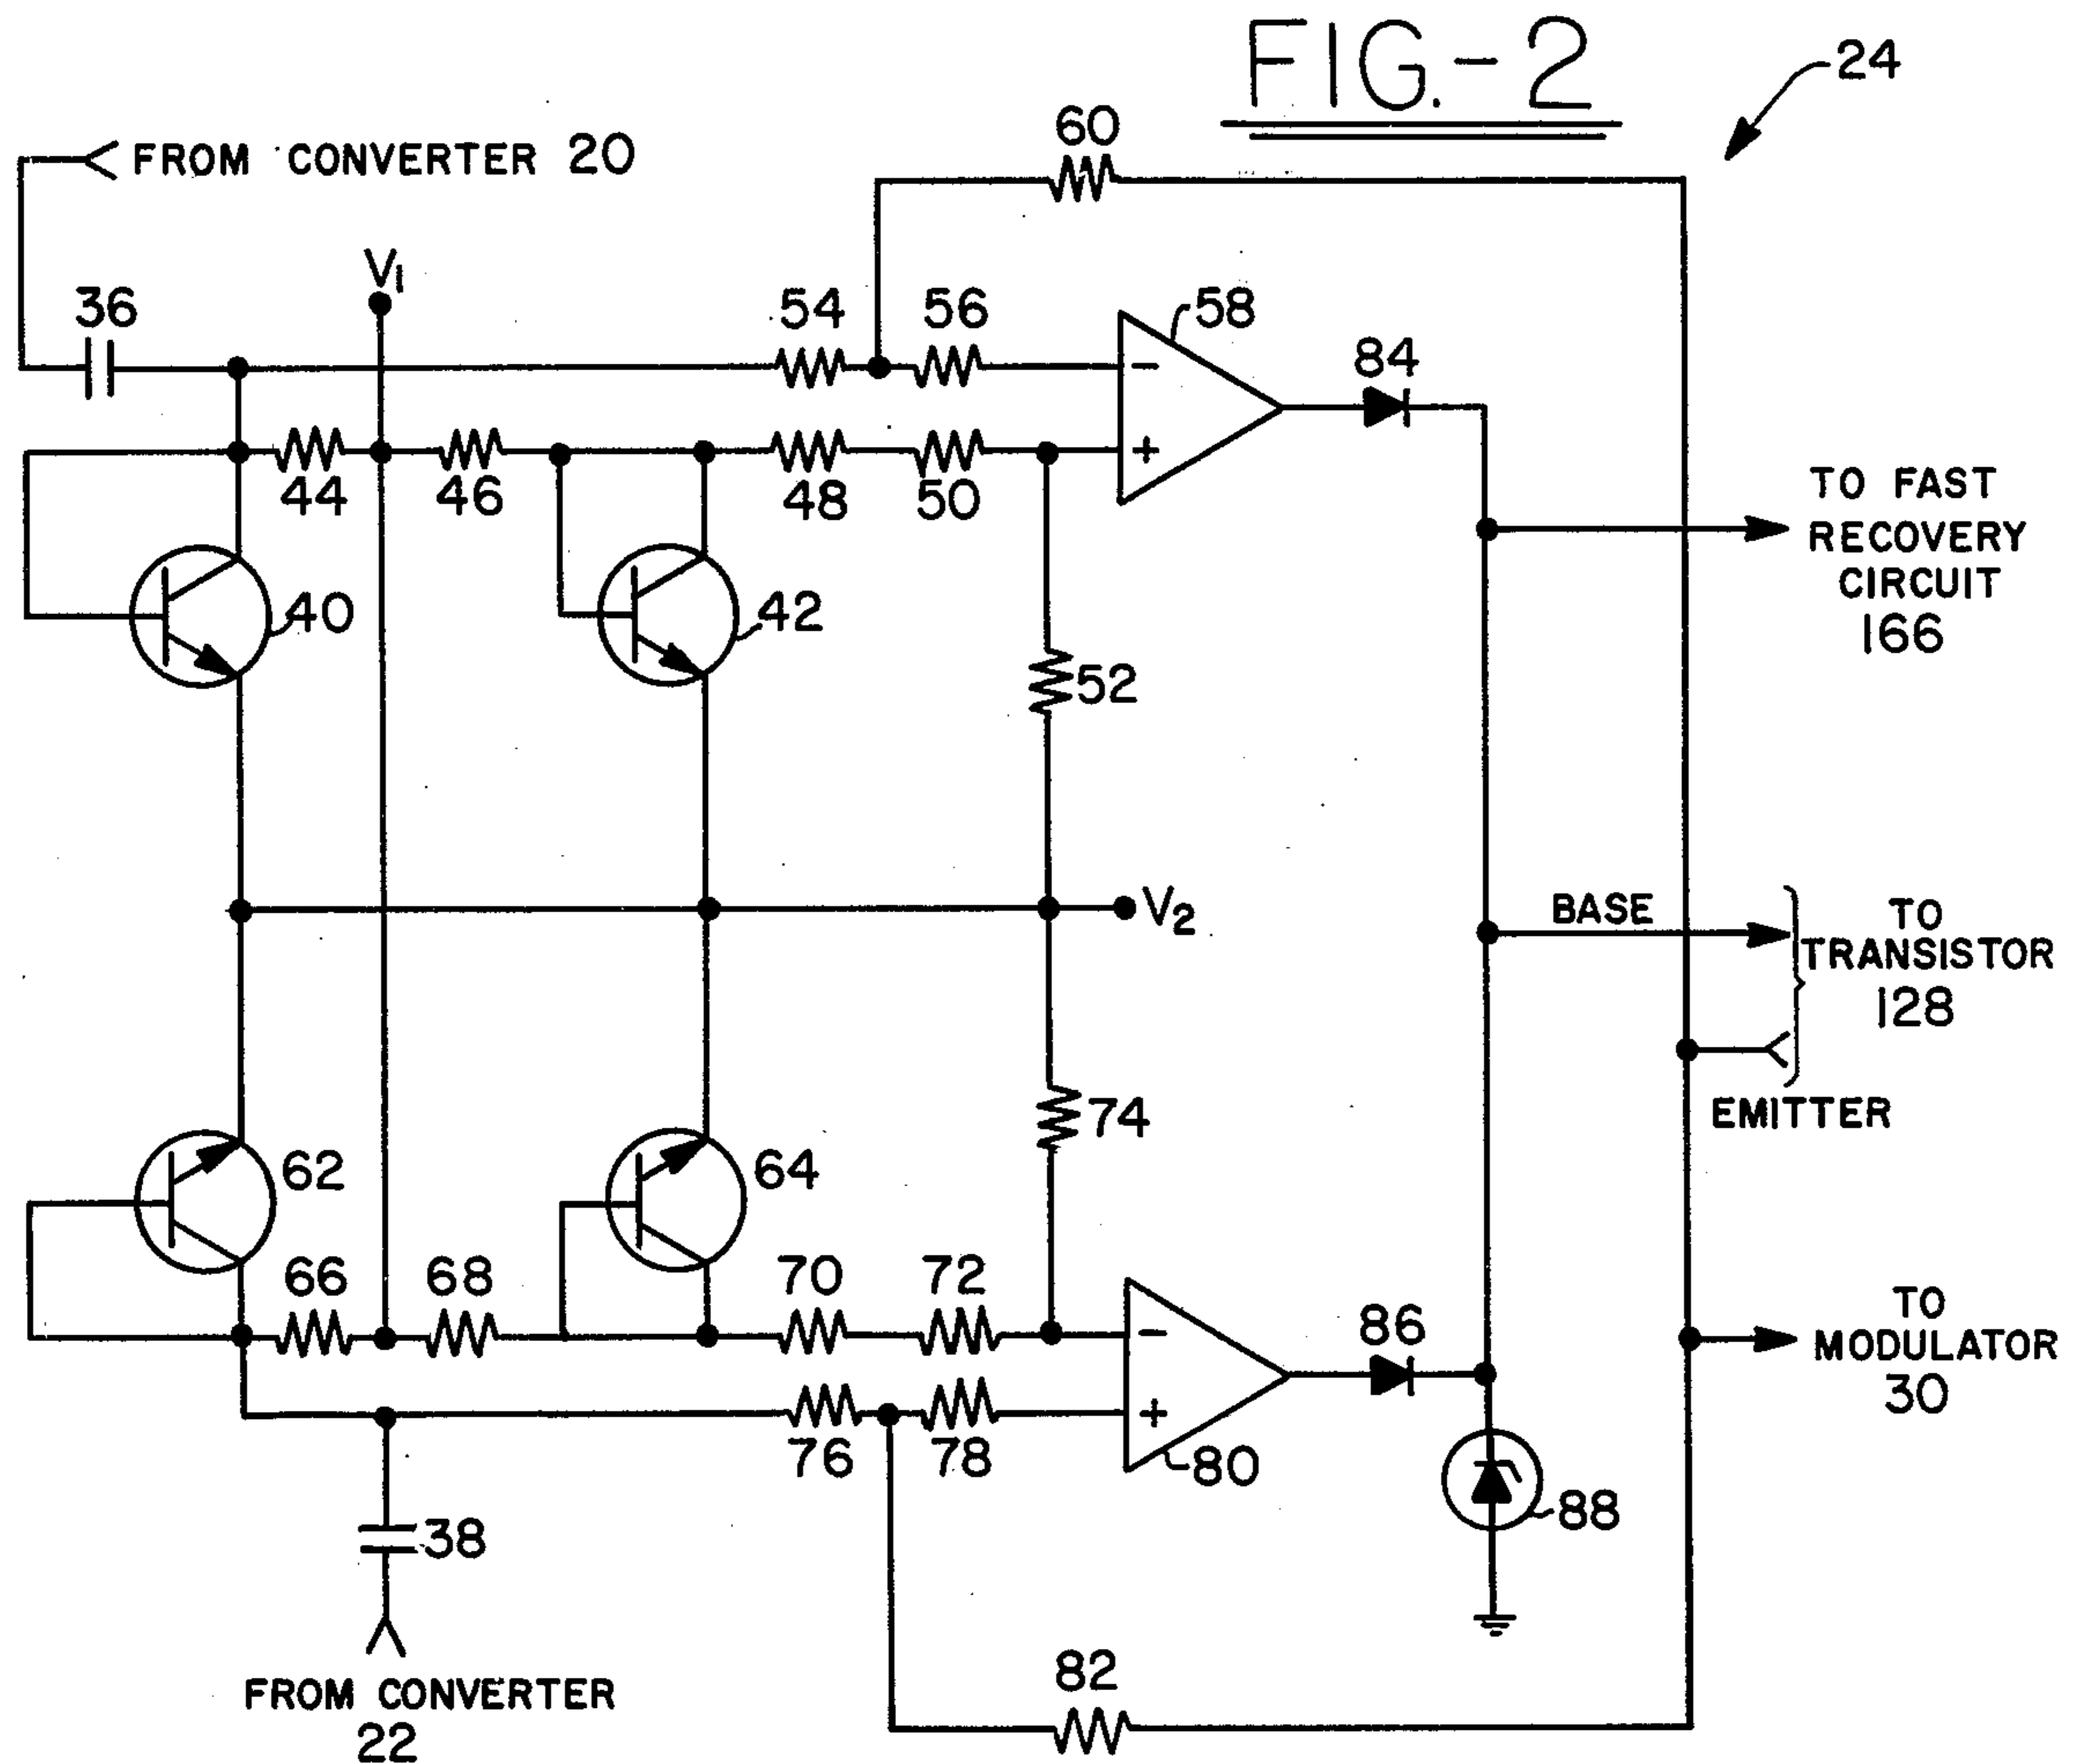 FIG.-2
24
60
FROM CONVERTER 20
V1
36
54
56
58
84
44
46
48
50
TO FAST
RECOVERY
CIRCUIT
166
40
42
52
V2
BASE
TO
TRANSISTOR
128
EMITTER
74
62
64
66
68
70
72
86
TO
MODULATOR
30
76
78
80
88
38
82
FROM CONVERTER
22
-
+
-
+